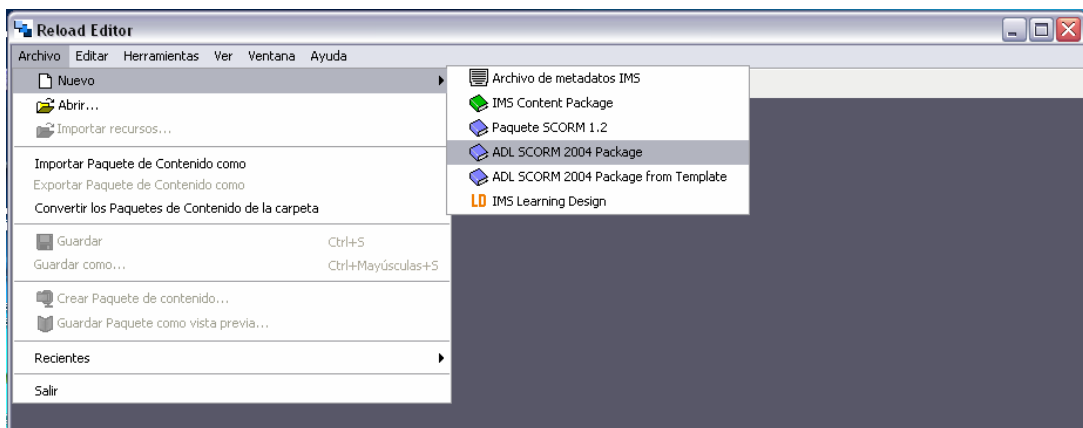 Reload Editor
Archivo Editar Herramientas Ver Ventana Ayuda
Nuevo
Abrir...
Importar recursos...
Importar Paquete de Contenido como
Exportar Paquete de Contenido como
Convertir los Paquetes de Contenido de la carpeta
Guardar Ctrl+S
Guardar como... Ctrl+Mayúsculas+S
Crear Paquete de contenido...
Guardar Paquete como vista previa...
Recientes
Salir
Archivo de metadatos IMS
IMS Content Package
Paquete SCORM 1.2
ADL SCORM 2004 Package
ADL SCORM 2004 Package from Template
LD IMS Learning Design